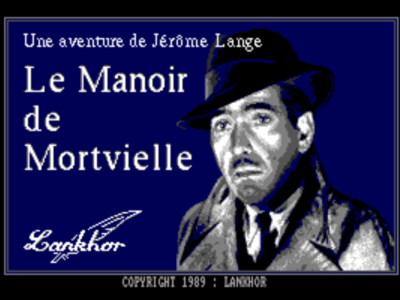 Une aventure de Jérôme Lange
Le Manoir
de
Mortvielle
Lankhor
COPYRIGHT 1989 : LANKHOR